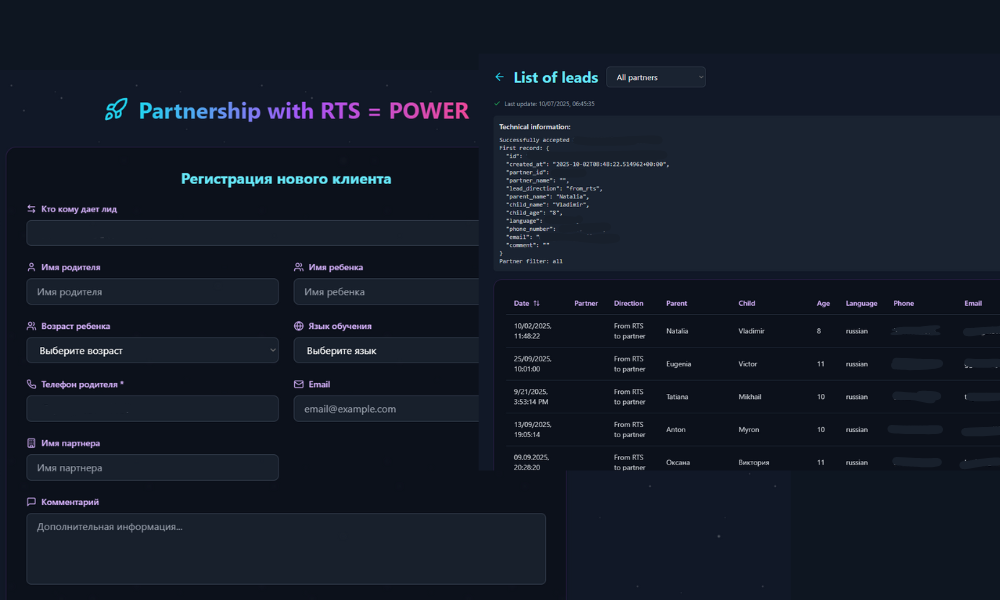 Partnership with RTS = POWER
Регистрация нового клиента
Кто кому дает лид
Имя родителя
Имя ребенка
Имя родителя
Имя ребенка
Возраст ребенка
Язык обучения
Выберите возраст
Выберите язык
Телефон родителя *
Email
email@example.com
Имя партнера
Имя партнера
Комментарий
Дополнительная информация...
List of leads
All partners
Last update: 10/07/2025, 06:45:35
Technical information:
Successfully accepted
First record: {
"id":
"created_at": "2025-10-02T08:48:22.514962+00:00",
"partner_id":
"partner_name": "",
"lead_direction": "from_rts",
"parent_name": "Natalia",
"child_name": "Vladimir",
"child_age": "8",
"language":
"phone_number":
"email": "
"comment": ""
}
Partner filter: all
Date Partner Direction Parent Child Age Language Phone Email
10/02/2025, 11:48:22 From RTS to partner Natalia Vladimir 8 russian
25/09/2025, 10:01:00 From RTS to partner Eugenia Victor 11 russian
9/21/2025, 3:53:14 PM From RTS to partner Tatiana Mikhail 10 russian t
13/09/2025, 19:05:14 From RTS to partner Anton Myron 10 russian
09.09.2025, 20:28:20 From RTS to partner Оксана Виктория 11 russian